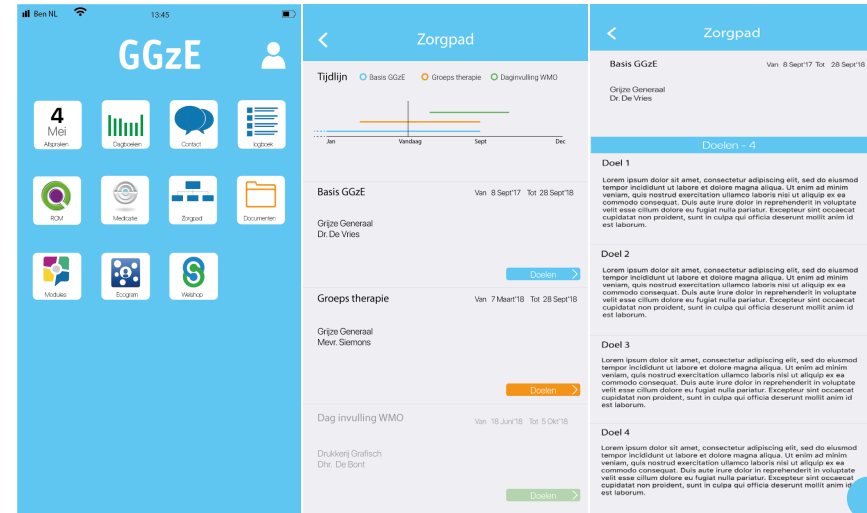 Ben NL
13:45
GGzE
4
Mei
Afspraken
Dagboeken
Contact
logboek
ROM
Medicatie
Zorgpad
Documenten
Modules
Ecogram
Webshop
Zorgpad
Tijdlijn Basis GGzE Groeps therapie Daginvulling WMO
Jan Vandaag Sept Dec
Basis GGzE Van 8 Sept'17 Tot 28 Sept'18
Grijze Generaal
Dr. De Vries
Doelen
Groeps therapie Van 7 Maart'18 Tot 28 Sept'18
Grijze Generaal
Mevr. Siemons
Doelen
Dag invulling WMO Van 18 Juni'18 Tot 5 Okt'18
Drukkerij Grafisch
Dhr. De Bont
Doelen
Zorgpad
Basis GGzE Van 8 Sept'17 Tot 28 Sept'18
Grijze Generaal
Dr. De Vries
Doelen - 4
Doel 1
Lorem ipsum dolor sit amet, consectetur adipiscing elit, sed do eiusmod
tempor incididunt ut labore et dolore magna aliqua. Ut enim ad minim
veniam, quis nostrud exercitation ullamco laboris nisi ut aliquip ex ea
commodo consequat. Duis aute irure dolor in reprehenderit in voluptate
velit esse cillum dolore eu fugiat nulla pariatur. Excepteur sint occaecat
cupidatat non proident, sunt in culpa qui officia deserunt mollit anim id
est laborum.
Doel 2
Lorem ipsum dolor sit amet, consectetur adipiscing elit, sed do eiusmod
tempor incididunt ut labore et dolore magna aliqua. Ut enim ad minim
veniam, quis nostrud exercitation ullamco laboris nisi ut aliquip ex ea
commodo consequat. Duis aute irure dolor in reprehenderit in voluptate
velit esse cillum dolore eu fugiat nulla pariatur. Excepteur sint occaecat
cupidatat non proident, sunt in culpa qui officia deserunt mollit anim id
est laborum.
Doel 3
Lorem ipsum dolor sit amet, consectetur adipiscing elit, sed do eiusmod
tempor incididunt ut labore et dolore magna aliqua. Ut enim ad minim
veniam, quis nostrud exercitation ullamco laboris nisi ut aliquip ex ea
commodo consequat. Duis aute irure dolor in reprehenderit in voluptate
velit esse cillum dolore eu fugiat nulla pariatur. Excepteur sint occaecat
cupidatat non proident, sunt in culpa qui officia deserunt mollit anim id
est laborum.
Doel 4
Lorem ipsum dolor sit amet, consectetur adipiscing elit, sed do eiusmod
tempor incididunt ut labore et dolore magna aliqua. Ut enim ad minim
veniam, quis nostrud exercitation ullamco laboris nisi ut aliquip ex ea
commodo consequat. Duis aute irure dolor in reprehenderit in voluptate
velit esse cillum dolore eu fugiat nulla pariatur. Excepteur sint occaecat
cupidatat non proident, sunt in culpa qui officia deserunt mollit anim id
est laborum.